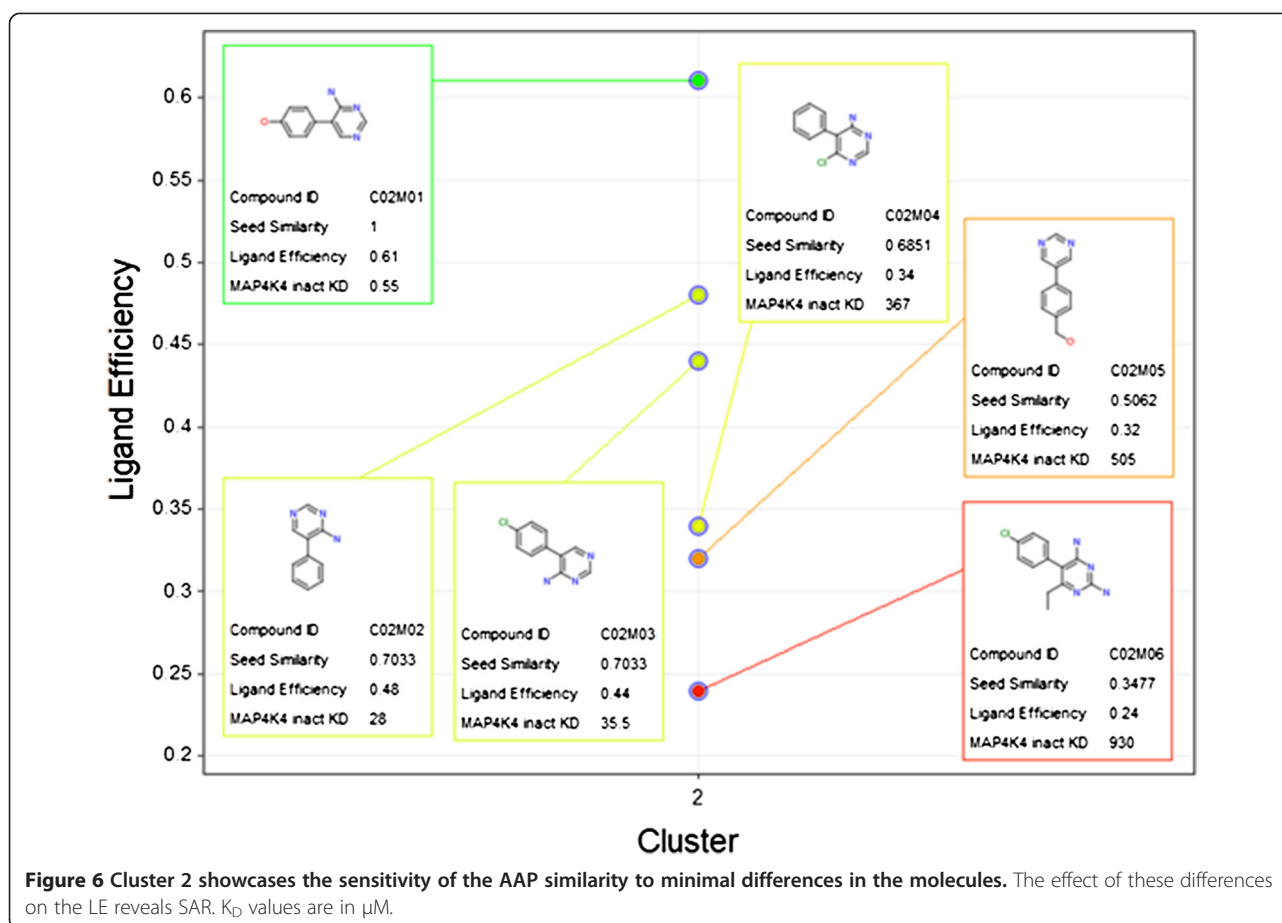 0.6
0.55
0.5
0.45
0.4
0.35
0.3
0.25
0.2
Ligand Efficiency
2
Cluster
N
N
N
O
Compound ID C02M01
Seed Similarity 1
Ligand Efficiency 0.61
MAP4K4 inact KD 0.55
N
N
N
Cl
Compound ID C02M04
Seed Similarity 0.6851
Ligand Efficiency 0.34
MAP4K4 inact KD 367
N N
O
Compound ID C02M05
Seed Similarity 0.5062
Ligand Efficiency 0.32
MAP4K4 inact KD 505
N N
N
Compound ID C02M02
Seed Similarity 0.7033
Ligand Efficiency 0.48
MAP4K4 inact KD 28
Cl
N
N N
Compound ID C02M03
Seed Similarity 0.7033
Ligand Efficiency 0.44
MAP4K4 inact KD 35.5
Cl
N
N
N N
Compound ID C02M06
Seed Similarity 0.3477
Ligand Efficiency 0.24
MAP4K4 inact KD 930
Figure 6 Cluster 2 showcases the sensitivity of the AAP similarity to minimal differences in the molecules. The effect of these differences
on the LE reveals SAR. K_D values are in μM.